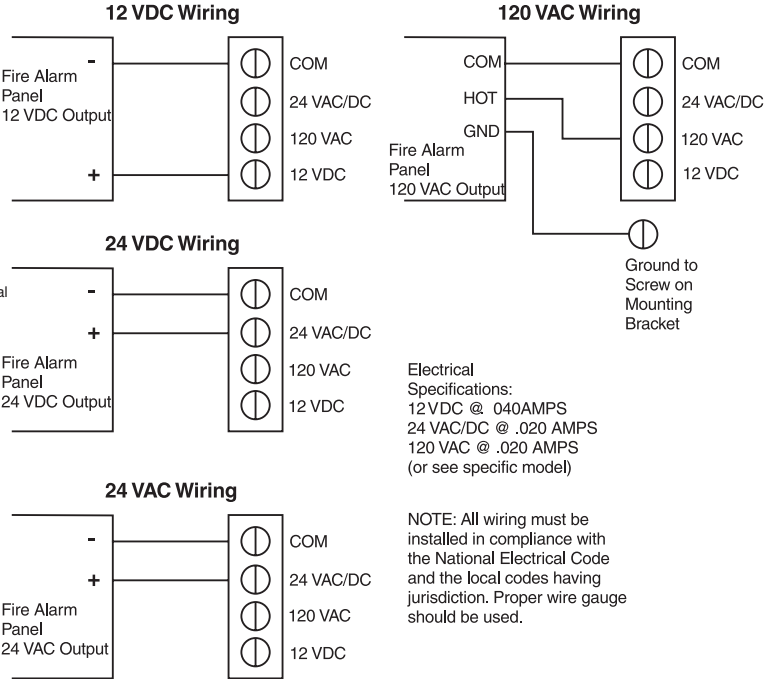 12 VDC Wiring
-
Fire Alarm
Panel
12 VDC Output
+
COM
24 VAC/DC
120 VAC
12 VDC
120 VAC Wiring
COM
HOT
GND
Fire Alarm
Panel
120 VAC Output
COM
24 VAC/DC
120 VAC
12 VDC
Ground to
Screw on
Mounting
Bracket
24 VDC Wiring
-
+
Fire Alarm
Panel
24 VDC Output
COM
24 VAC/DC
120 VAC
12 VDC
Electrical
Specifications:
12 VDC @ 040AMPS
24 VAC/DC @ .020 AMPS
120 VAC @ .020 AMPS
(or see specific model)
24 VAC Wiring
-
+
Fire Alarm
Panel
24 VAC Output
COM
24 VAC/DC
120 VAC
12 VDC
NOTE: All wiring must be
installed in compliance with
the National Electrical Code
and the local codes having
jurisdiction. Proper wire gauge
should be used.